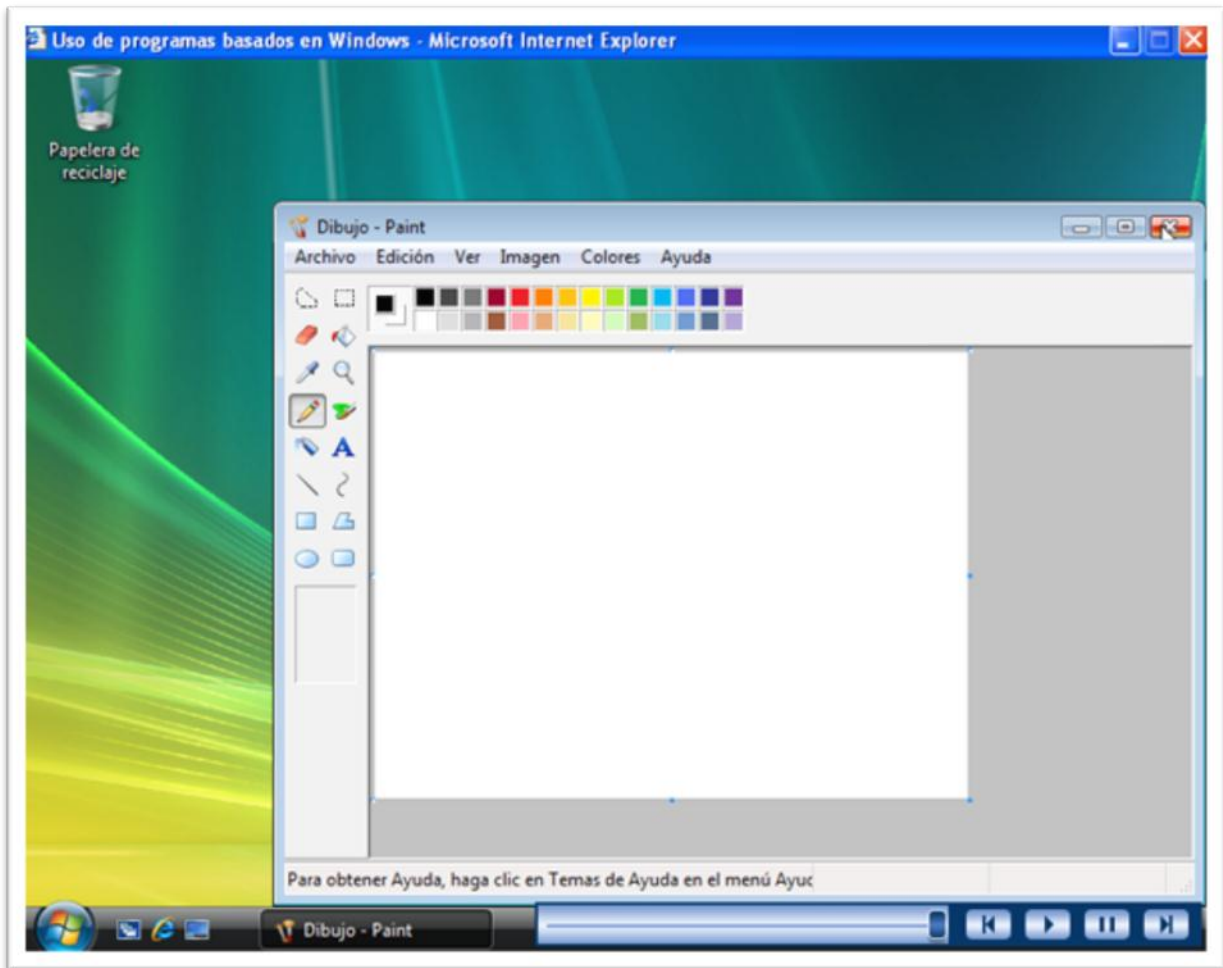 Uso de programas basados en Windows - Microsoft Internet Explorer
Papelera de
reciclaje
Dibujo - Paint
Archivo Edición Ver Imagen Colores Ayuda
A
Para obtener Ayuda, haga clic en Temas de Ayuda en el menú Ayuc
Dibujo - Paint